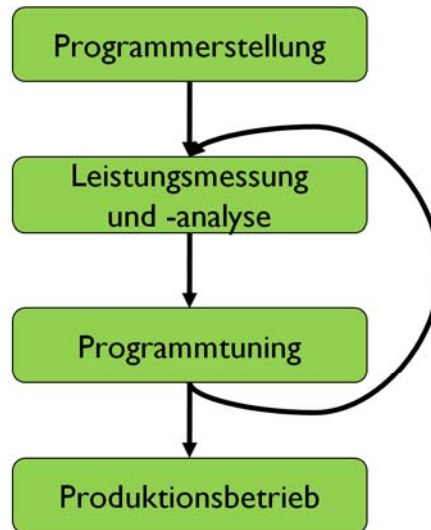 Programmerstellung
Leistungsmessung
und -analyse
Programmtuning
Produktionsbetrieb